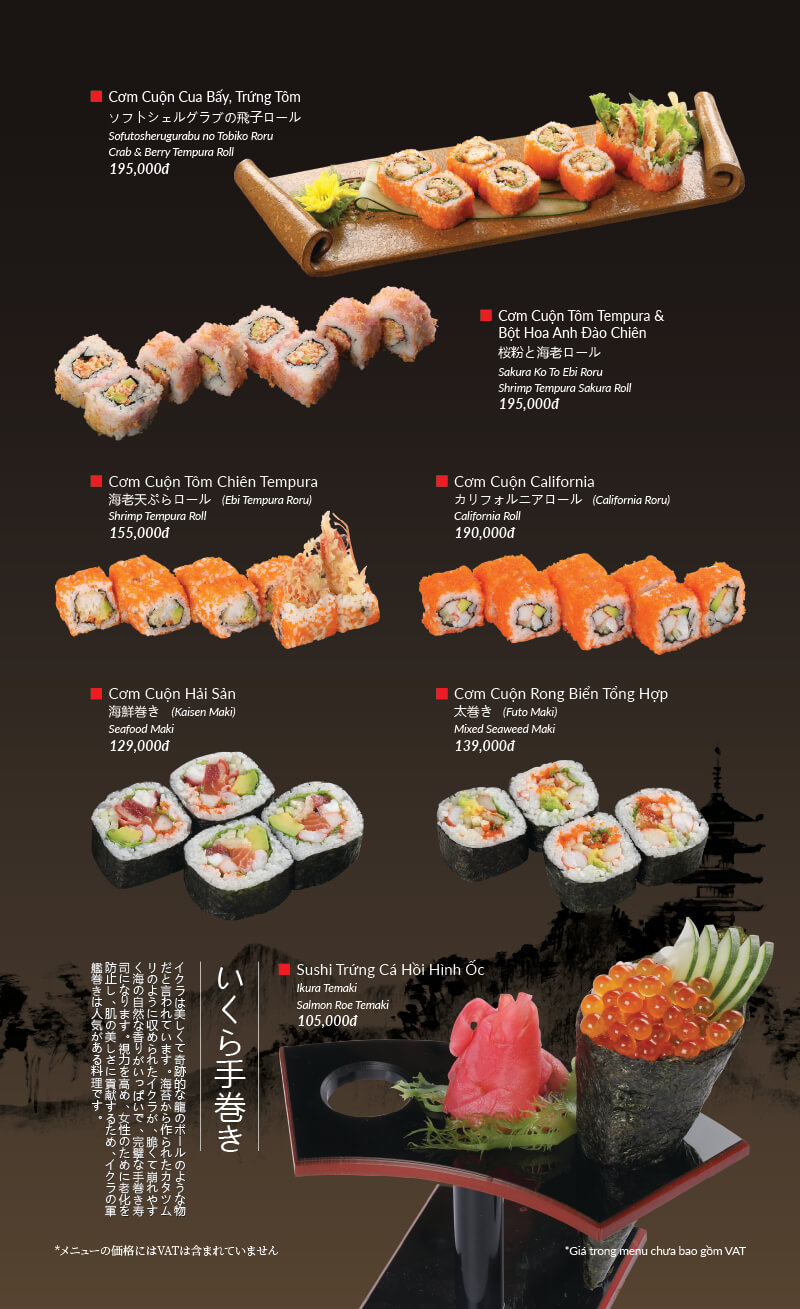 Cơm Cuộn Cua Bấy, Trứng Tôm
ソフトシェルグラブの飛子ロール
Sofutosherugurabu no Tobiko Roru
Crab & Berry Tempura Roll
195,000đ
Cơm Cuộn Tôm Tempura &
Bột Hoa Anh Đào Chiên
桜粉と海老ロール
Sakura Ko To Ebi Roru
Shrimp Tempura Sakura Roll
195,000đ
Cơm Cuộn Tôm Chiên Tempura
海老天ぷらロール (Ebi Tempura Roru)
Shrimp Tempura Roll
155,000đ
Cơm Cuộn California
カリフォルニアロール (California Roru)
California Roll
190,000đ
Cơm Cuộn Hải Sản
海鮮巻き (Kaisen Maki)
Seafood Maki
129,000đ
Cơm Cuộn Rong Biển Tổng Hợp
太巻き (Futo Maki)
Mixed Seaweed Maki
139,000đ
Sushi Trứng Cá Hồi Hình Ốc
Ikura Temaki
Salmon Roe Temaki
105,000đ
いくら手巻き
イクラは美しくて奇跡的な龍のボールのような物
だと言われています。海苔から作られたカタツム
リのように収められたイクラが、脆くて崩れやす
く海の自然な香りがいっぱいで、完璧な手巻き寿
司になります。視力を高め、女性のために老化を
防止し、肌の美しさに貢献するため、イクラの軍
艦巻きは人気がある料理です。
*メニューの価格にはVATは含まれていません
*Giá trong menu chưa bao gồm VAT